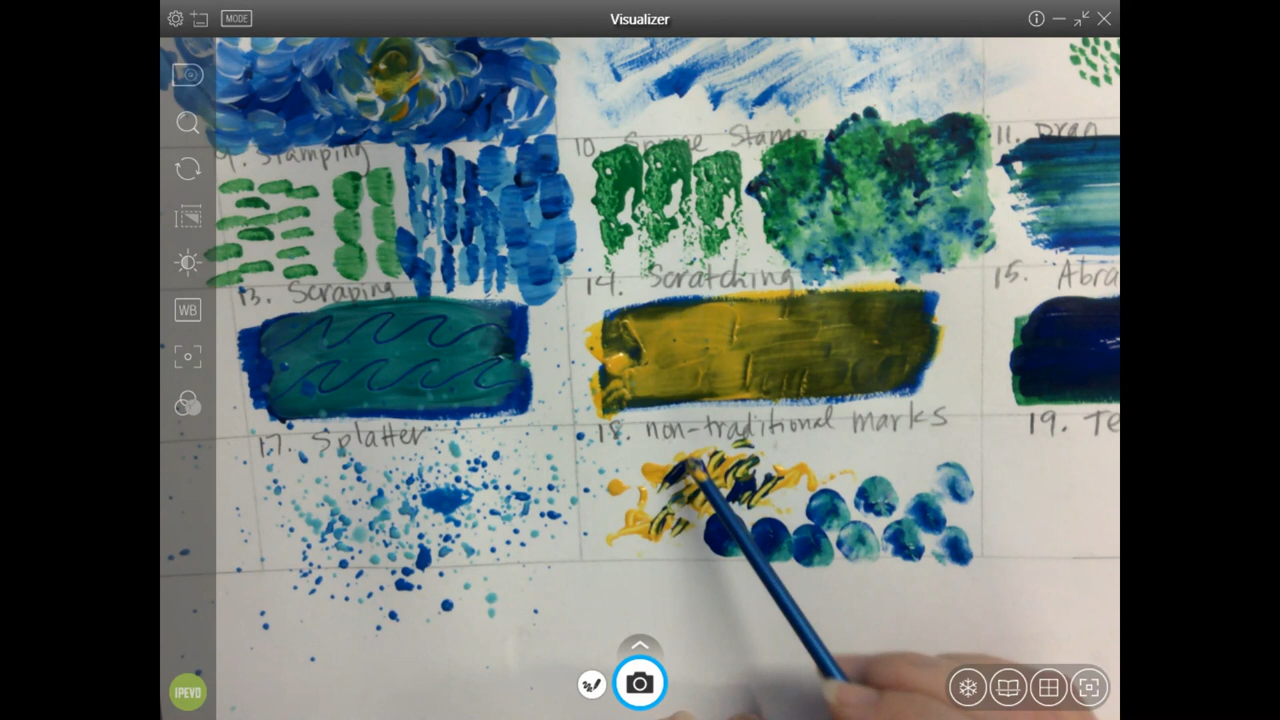 Visualizer
MODE
9. Stamping
10. Sponge Stamp
11. Drag
13. Scraping
14. Scratching
15. Abra
WB
17. Splatter
18. non-traditional marks
19. Te
IPEVO